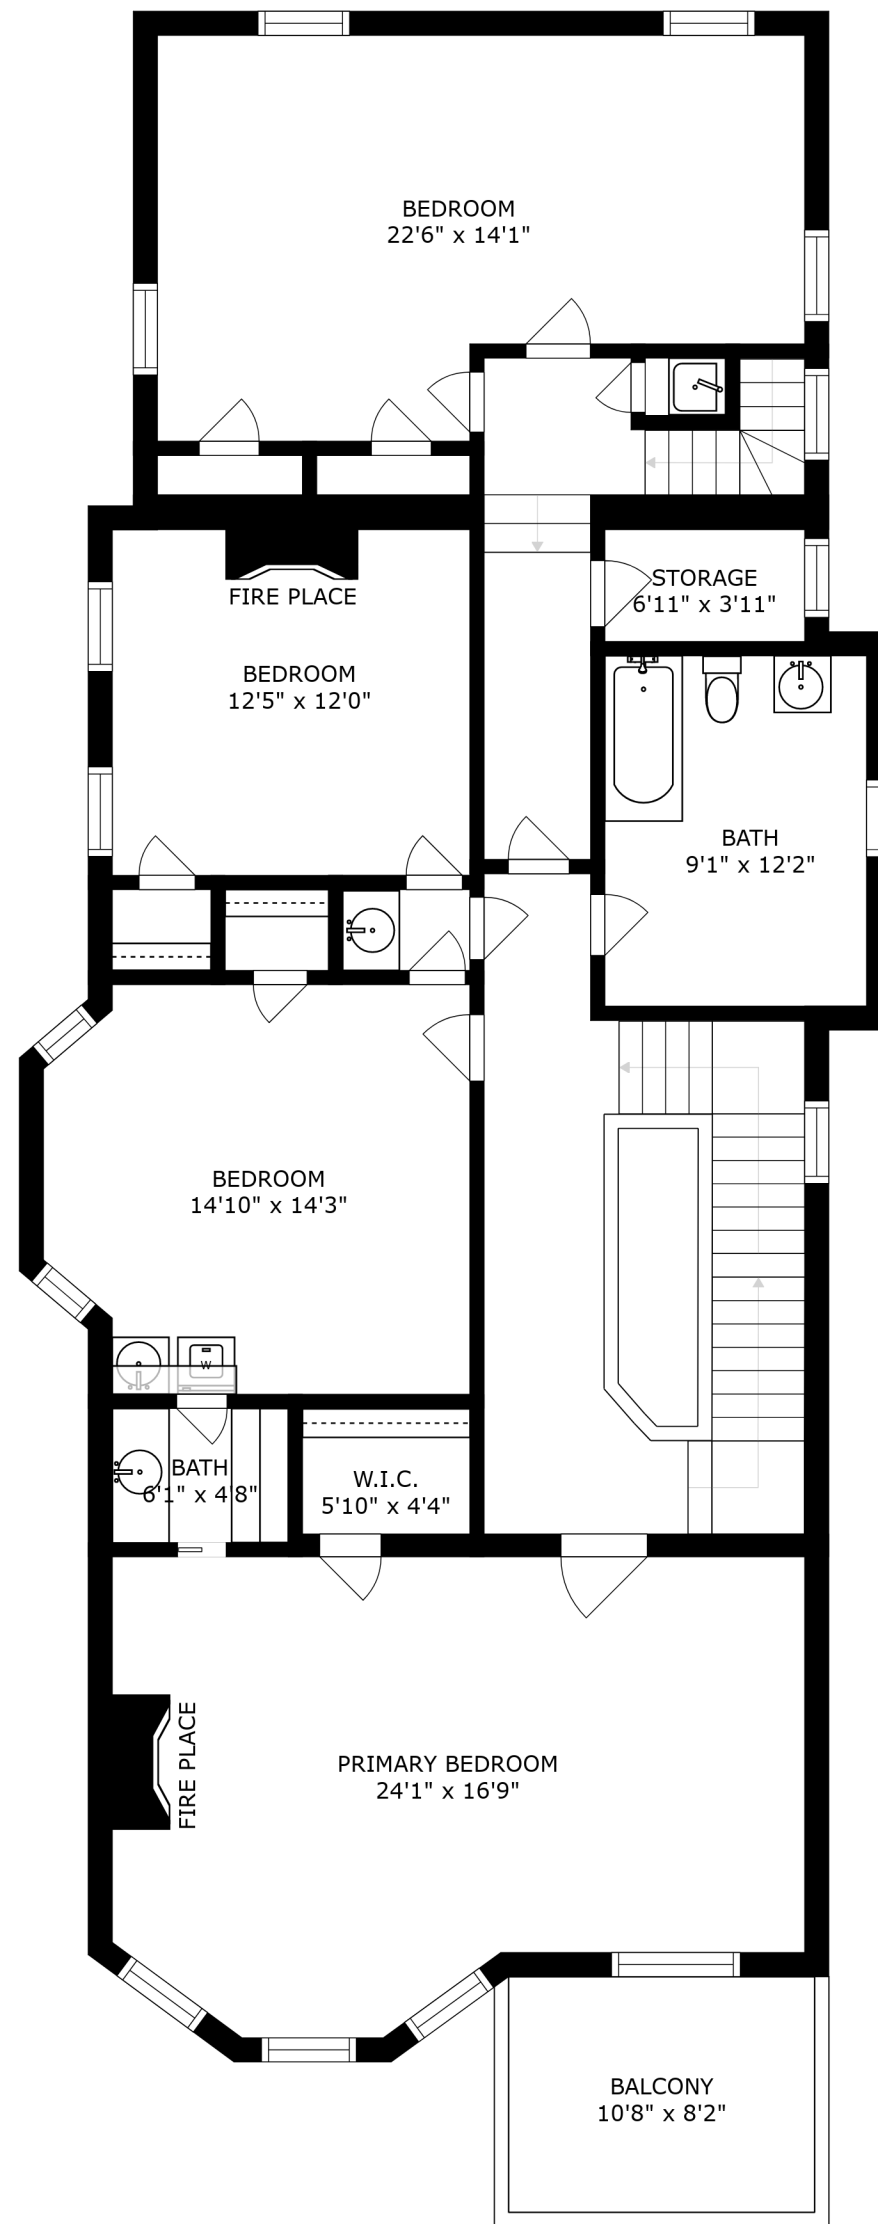 BEDROOM
22'6" x 14'1"
STORAGE
6'11" x 3'11"
FIRE PLACE
BEDROOM
12'5" x 12'0"
BATH
9'1" x 12'2"
BEDROOM
14'10" x 14'3"
W
BATH
6'1" x 4'8"
W.I.C.
5'10" x 4'4"
FIRE PLACE
PRIMARY BEDROOM
24'1" x 16'9"
BALCONY
10'8" x 8'2"